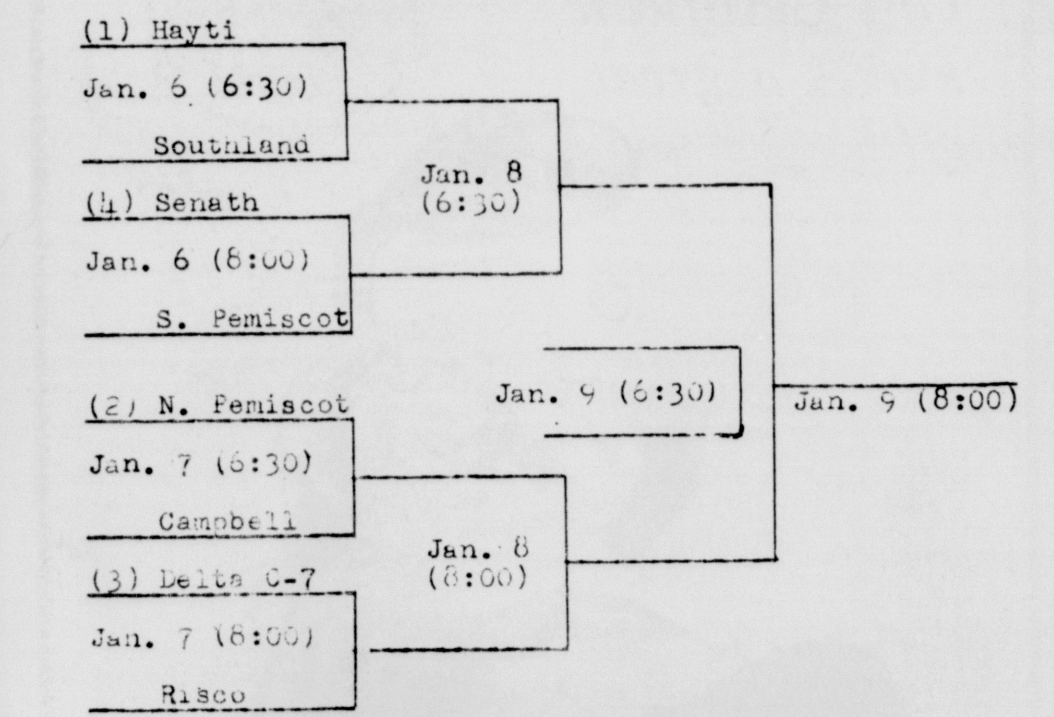 (1) Hayti
Jan. 6 (6:30)
Southland
Jan. 8
(6:30)
(4) Senath
Jan. 6 (8:00)
S. Pemiscot
Jan. 9 (6:30)
Jan. 9 (8:00)
(2) N. Pemiscot
Jan. 7 (6:30)
Campbell
Jan. 8
(8:00)
(3) Delta C-7
Jan. 7 (8:00)
Risco